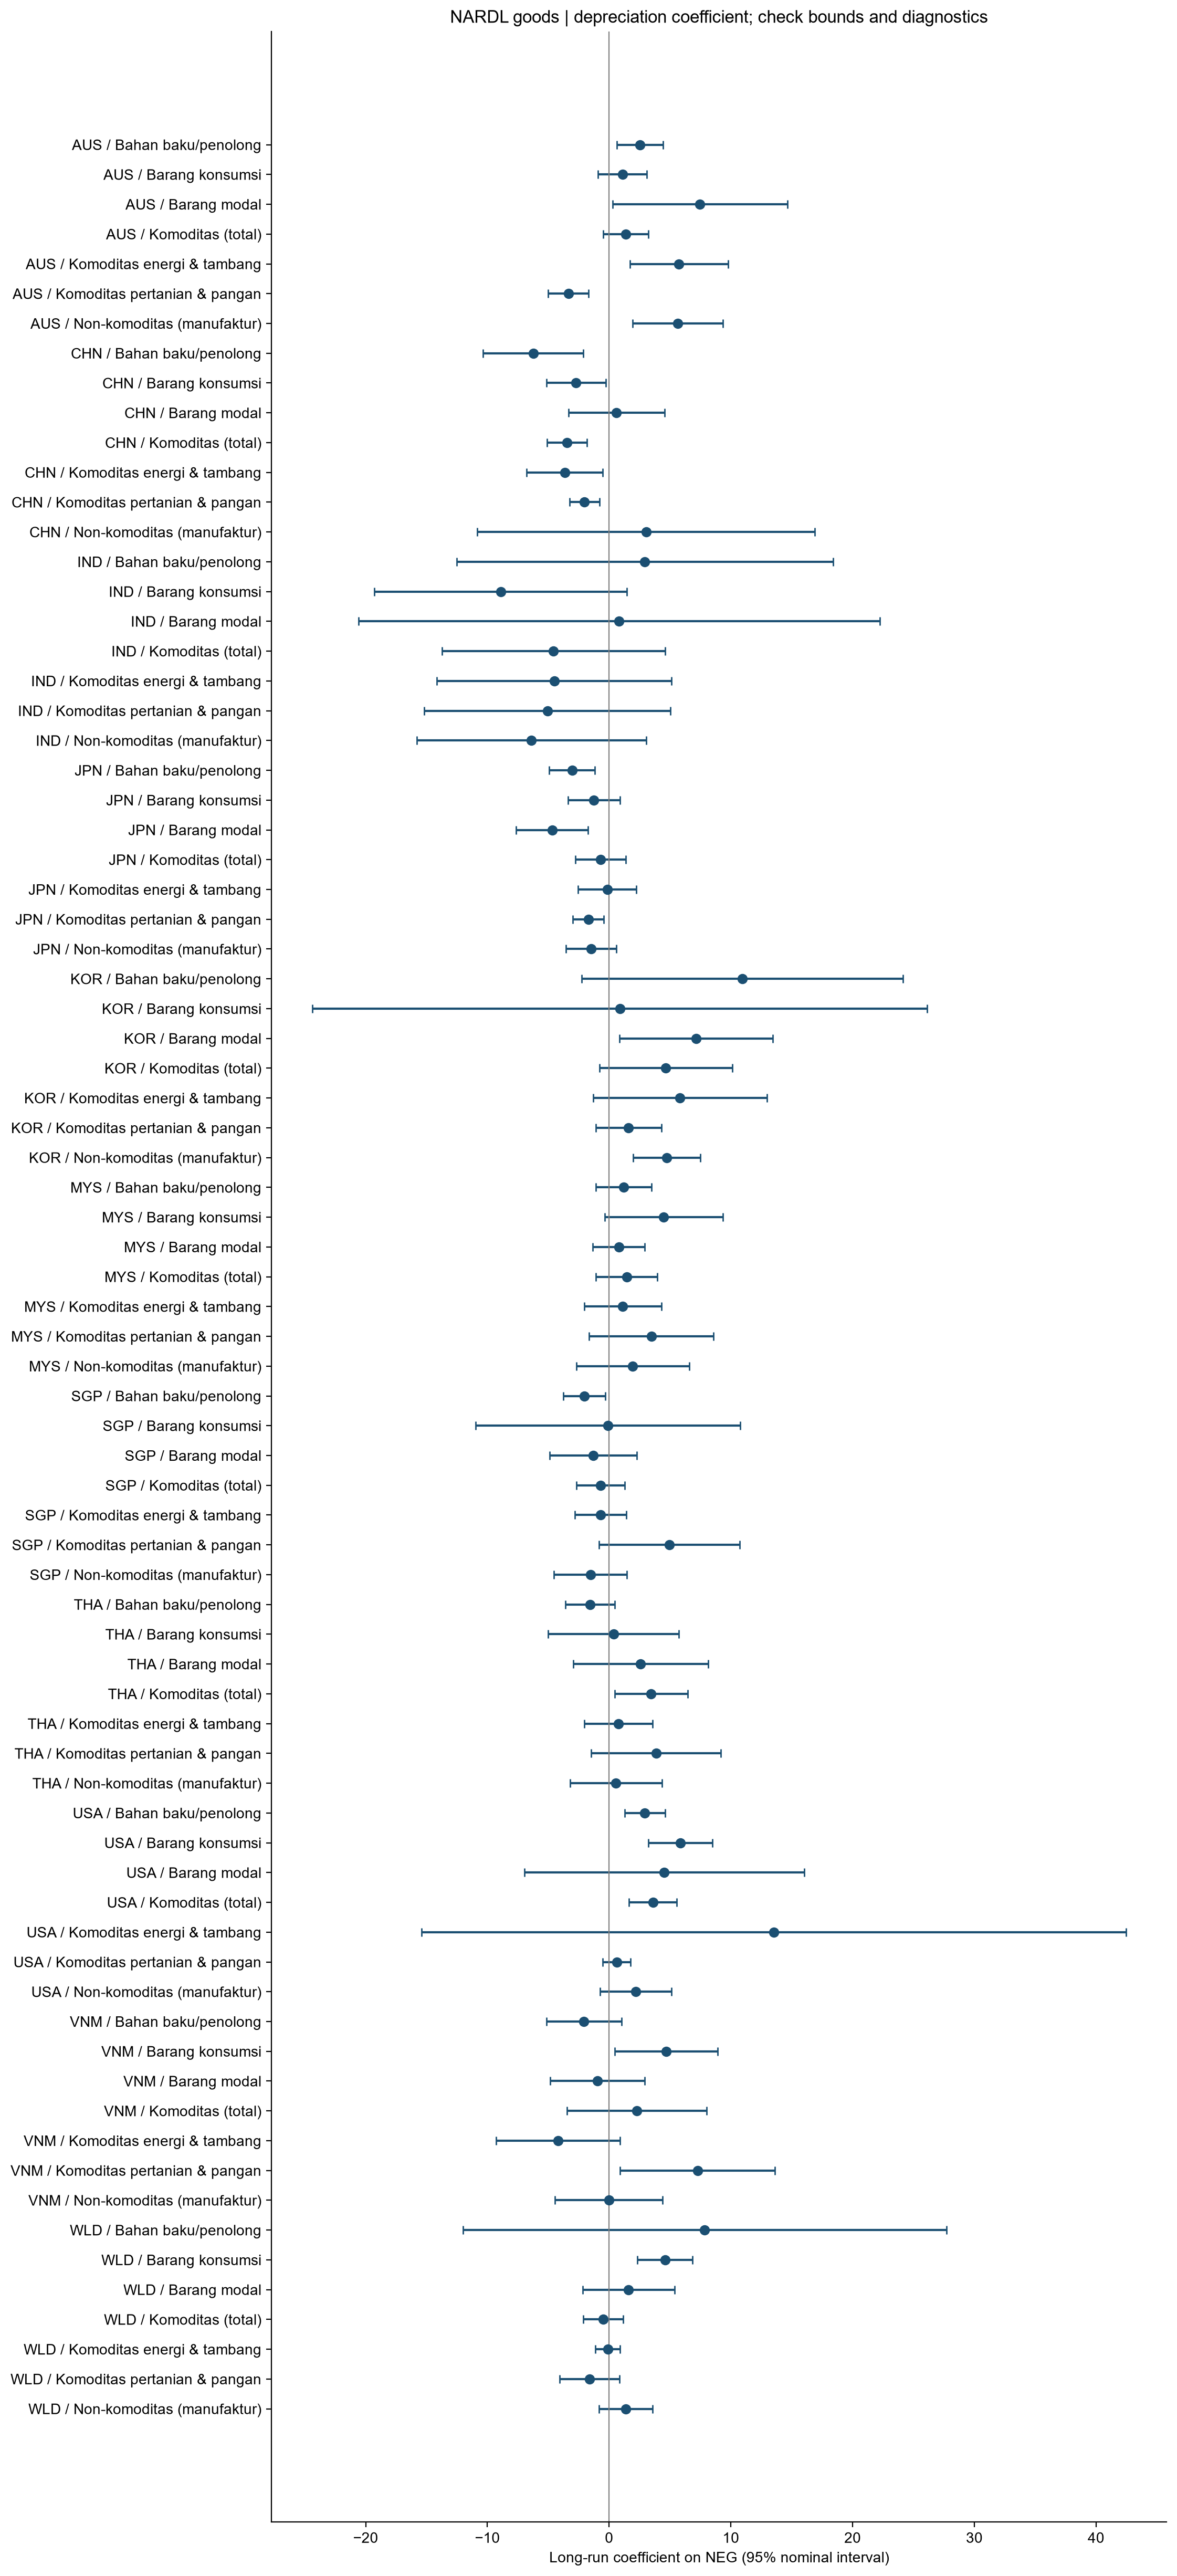 NARDL goods | depreciation coefficient; check bounds and diagnostics
AUS / Bahan baku/penolong
AUS / Barang konsumsi
AUS / Barang modal
AUS / Komoditas (total)
AUS / Komoditas energi & tambang
AUS / Komoditas pertanian & pangan
AUS / Non-komoditas (manufaktur)
CHN / Bahan baku/penolong
CHN / Barang konsumsi
CHN / Barang modal
CHN / Komoditas (total)
CHN / Komoditas energi & tambang
CHN / Komoditas pertanian & pangan
CHN / Non-komoditas (manufaktur)
IND / Bahan baku/penolong
IND / Barang konsumsi
IND / Barang modal
IND / Komoditas (total)
IND / Komoditas energi & tambang
IND / Komoditas pertanian & pangan
IND / Non-komoditas (manufaktur)
JPN / Bahan baku/penolong
JPN / Barang konsumsi
JPN / Barang modal
JPN / Komoditas (total)
JPN / Komoditas energi & tambang
JPN / Komoditas pertanian & pangan
JPN / Non-komoditas (manufaktur)
KOR / Bahan baku/penolong
KOR / Barang konsumsi
KOR / Barang modal
KOR / Komoditas (total)
KOR / Komoditas energi & tambang
KOR / Komoditas pertanian & pangan
KOR / Non-komoditas (manufaktur)
MYS / Bahan baku/penolong
MYS / Barang konsumsi
MYS / Barang modal
MYS / Komoditas (total)
MYS / Komoditas energi & tambang
MYS / Komoditas pertanian & pangan
MYS / Non-komoditas (manufaktur)
SGP / Bahan baku/penolong
SGP / Barang konsumsi
SGP / Barang modal
SGP / Komoditas (total)
SGP / Komoditas energi & tambang
SGP / Komoditas pertanian & pangan
SGP / Non-komoditas (manufaktur)
THA / Bahan baku/penolong
THA / Barang konsumsi
THA / Barang modal
THA / Komoditas (total)
THA / Komoditas energi & tambang
THA / Komoditas pertanian & pangan
THA / Non-komoditas (manufaktur)
USA / Bahan baku/penolong
USA / Barang konsumsi
USA / Barang modal
USA / Komoditas (total)
USA / Komoditas energi & tambang
USA / Komoditas pertanian & pangan
USA / Non-komoditas (manufaktur)
VNM / Bahan baku/penolong
VNM / Barang konsumsi
VNM / Barang modal
VNM / Komoditas (total)
VNM / Komoditas energi & tambang
VNM / Komoditas pertanian & pangan
VNM / Non-komoditas (manufaktur)
WLD / Bahan baku/penolong
WLD / Barang konsumsi
WLD / Barang modal
WLD / Komoditas (total)
WLD / Komoditas energi & tambang
WLD / Komoditas pertanian & pangan
WLD / Non-komoditas (manufaktur)
−20 −10 0 10 20 30 40
Long-run coefficient on NEG (95% nominal interval)